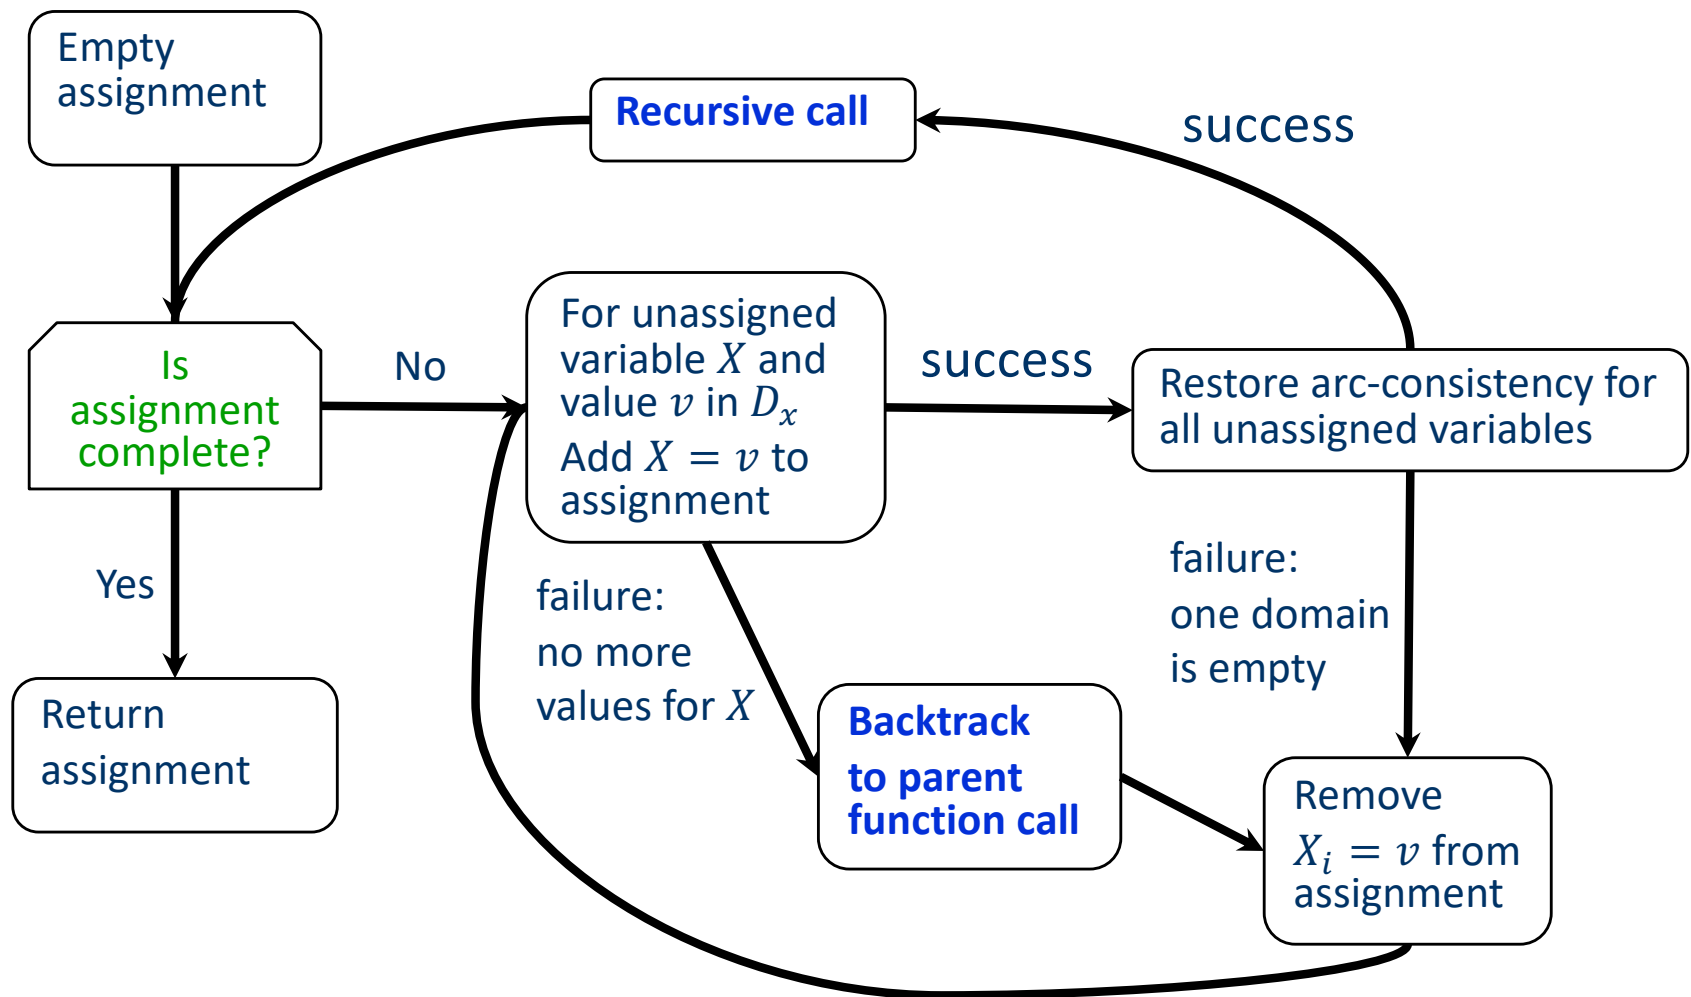 Empty
assignment
Recursive call
success
Is
assignment
complete?
No
For unassigned
variable X and
value v in Dₓ
Add X = v to
assignment
success
Restore arc-consistency for
all unassigned variables
Yes
failure:
no more
values for X
failure:
one domain
is empty
Return
assignment
Backtrack
to parent
function call
Remove
Xᵢ = v from
assignment